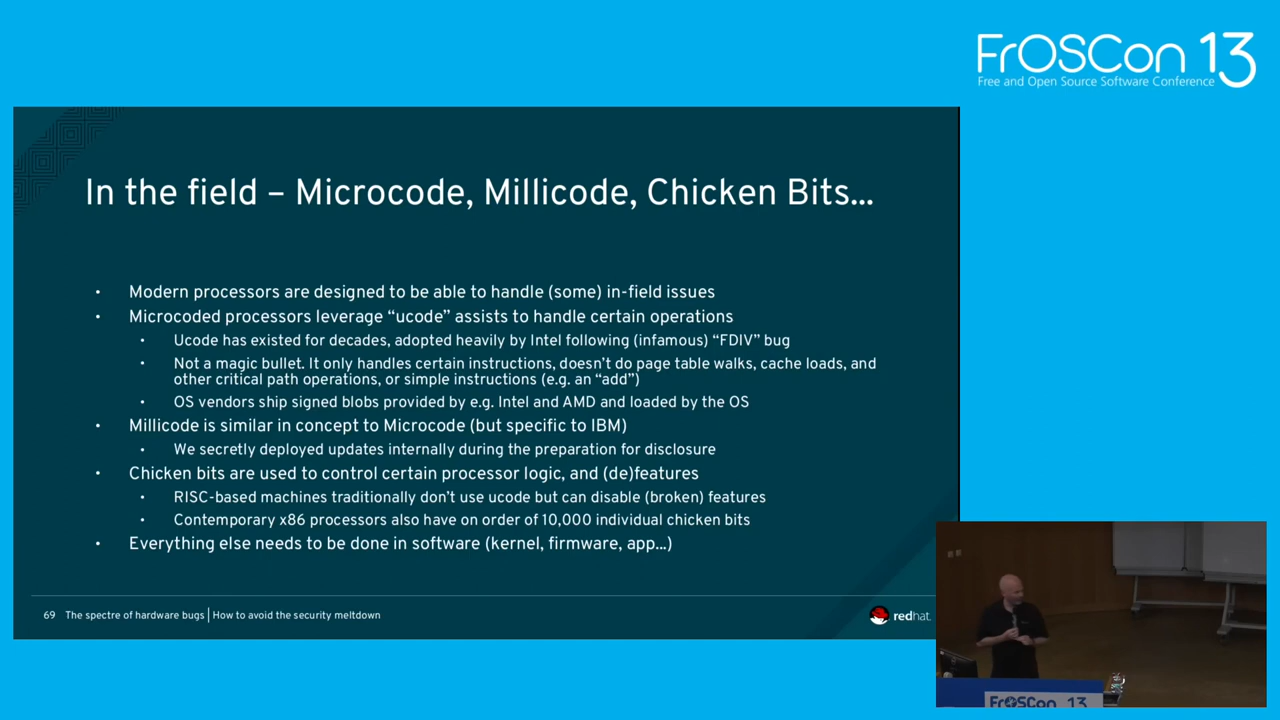 FrOSCon 13
Free and Open Source Software Conference
In the field – Microcode, Millicode, Chicken Bits...
• Modern processors are designed to be able to handle (some) in-field issues
• Microcoded processors leverage “ucode” assists to handle certain operations
• Ucode has existed for decades, adopted heavily by Intel following (infamous) “FDIV” bug
• Not a magic bullet. It only handles certain instructions, doesn’t do page table walks, cache loads, and
other critical path operations, or simple instructions (e.g. an “add”)
• OS vendors ship signed blobs provided by e.g. Intel and AMD and loaded by the OS
• Millicode is similar in concept to Microcode (but specific to IBM)
• We secretly deployed updates internally during the preparation for disclosure
• Chicken bits are used to control certain processor logic, and (de)features
• RISC-based machines traditionally don’t use ucode but can disable (broken) features
• Contemporary x86 processors also have on order of 10,000 individual chicken bits
• Everything else needs to be done in software (kernel, firmware, app...)
69 The spectre of hardware bugs | How to avoid the security meltdown
redhat.
FrOSCon 13